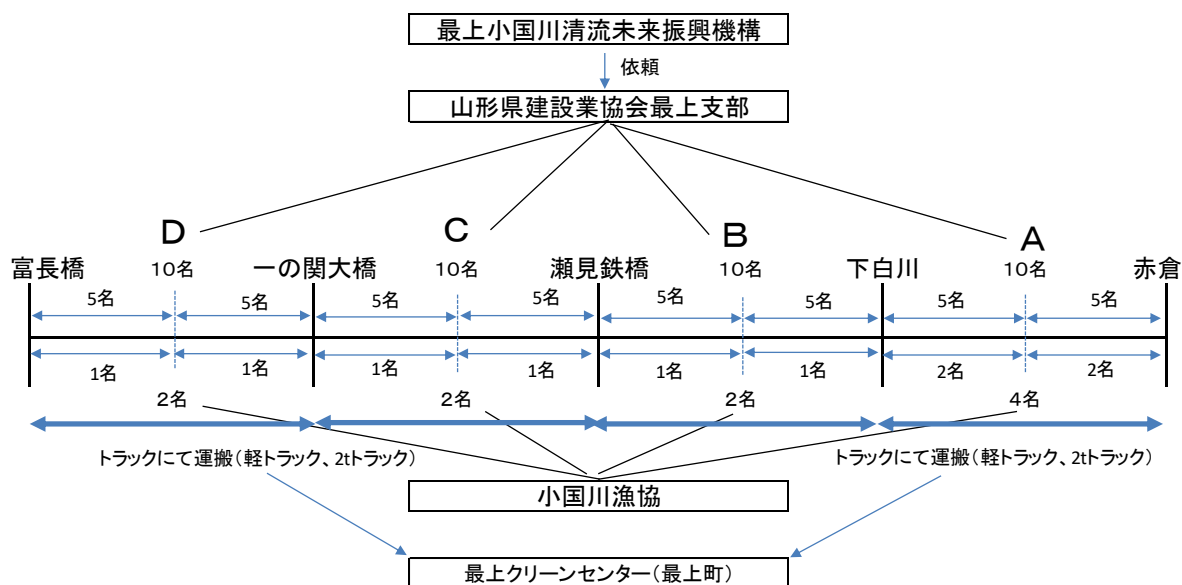 最上小国川清流未来振興機構
依頼
山形県建設業協会最上支部
D C B A
富長橋 10名 一の関大橋 10名 瀬見鉄橋 10名 下白川 10名 赤倉
5名 5名 5名 5名 5名 5名 5名 5名
1名 1名 1名 1名 1名 1名 2名 2名
2名 2名 2名 4名
トラックにて運搬(軽トラック、2tトラック) トラックにて運搬(軽トラック、2tトラック)
小国川漁協
最上クリーンセンター(最上町)